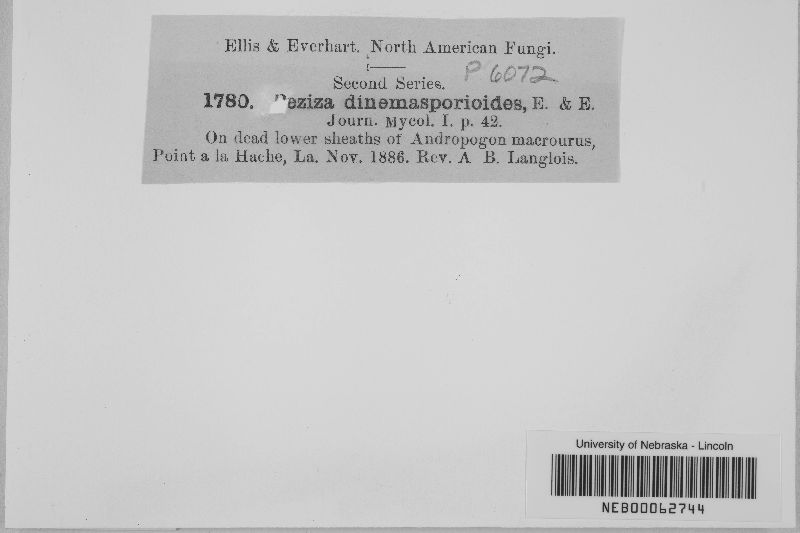 Ellis & Everhart. North American Fungi.
Second Series.
P 6072
1780. Peziza dinemasporioides, E. & E.
Journ. Mycol. I. p. 42.
On dead lower sheaths of Andropogon macrourus,
Point a la Hache, La. Nov. 1886. Rev. A B. Langlois.
University of Nebraska - Lincoln
NEB00062744